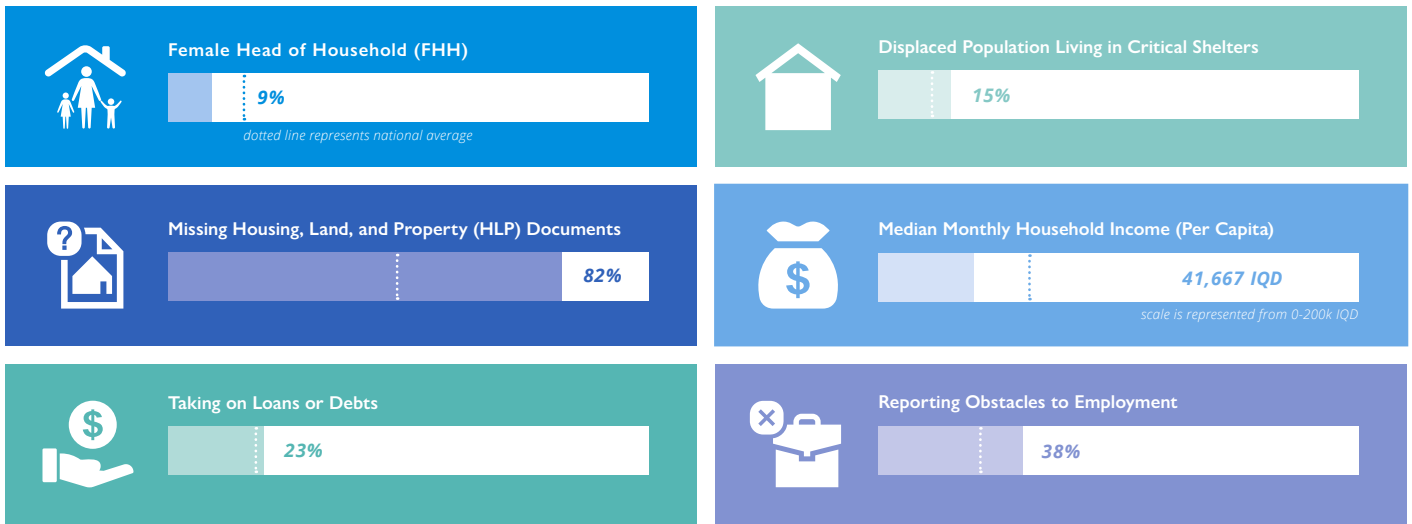 Female Head of Household (FHH)
9%
dotted line represents national average
Displaced Population Living in Critical Shelters
15%
?
Missing Housing, Land, and Property (HLP) Documents
82%
$
Median Monthly Household Income (Per Capita)
41,667 IQD
scale is represented from 0-200k IQD
$
Taking on Loans or Debts
23%
Reporting Obstacles to Employment
38%